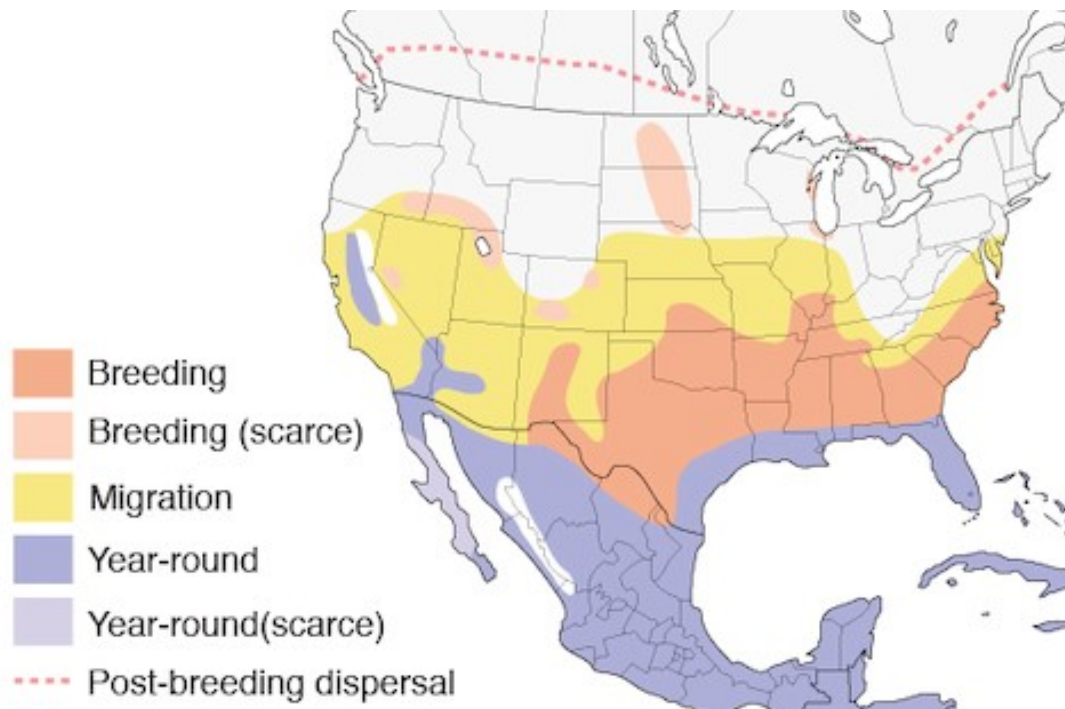 Breeding
Breeding (scarce)
Migration
Year-round
Year-round(scarce)
Post-breeding dispersal